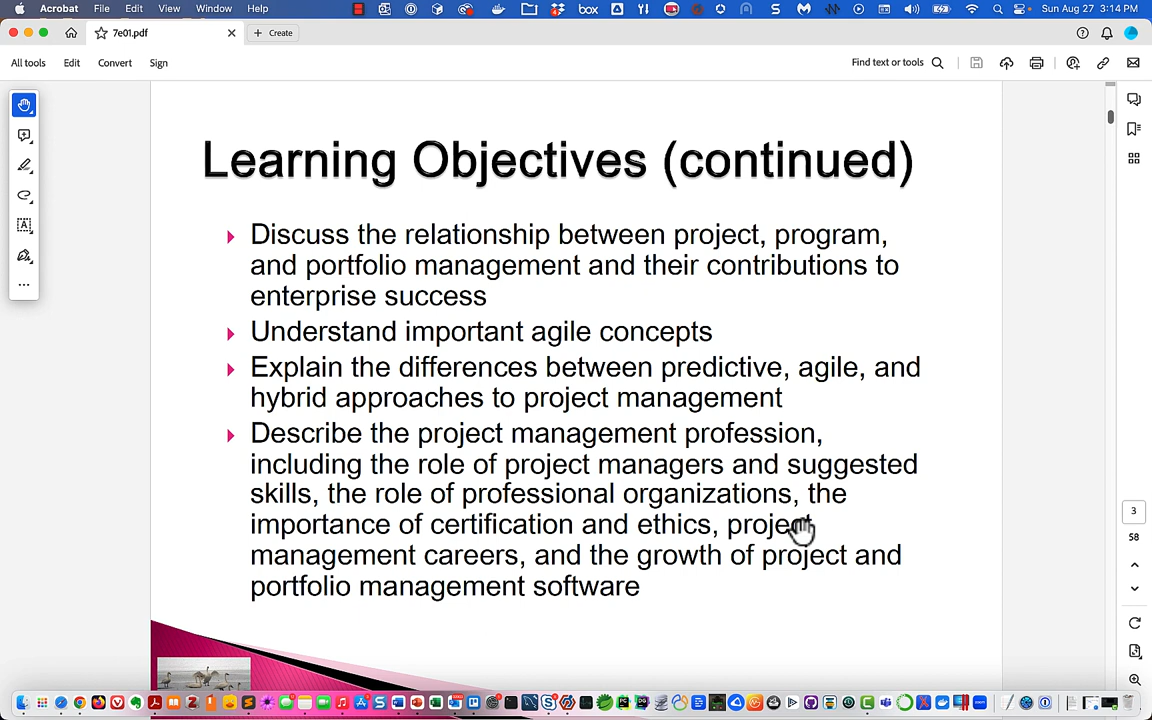 Acrobat File Edit View Window Help box Sun Aug 27 3:14 PM
7e01.pdf Create
All tools Edit Convert Sign Find text or tools
Learning Objectives (continued)
Discuss the relationship between project, program,
and portfolio management and their contributions to
enterprise success
Understand important agile concepts
Explain the differences between predictive, agile, and
hybrid approaches to project management
Describe the project management profession,
including the role of project managers and suggested
skills, the role of professional organizations, the
importance of certification and ethics, project
management careers, and the growth of project and
portfolio management software
3
58